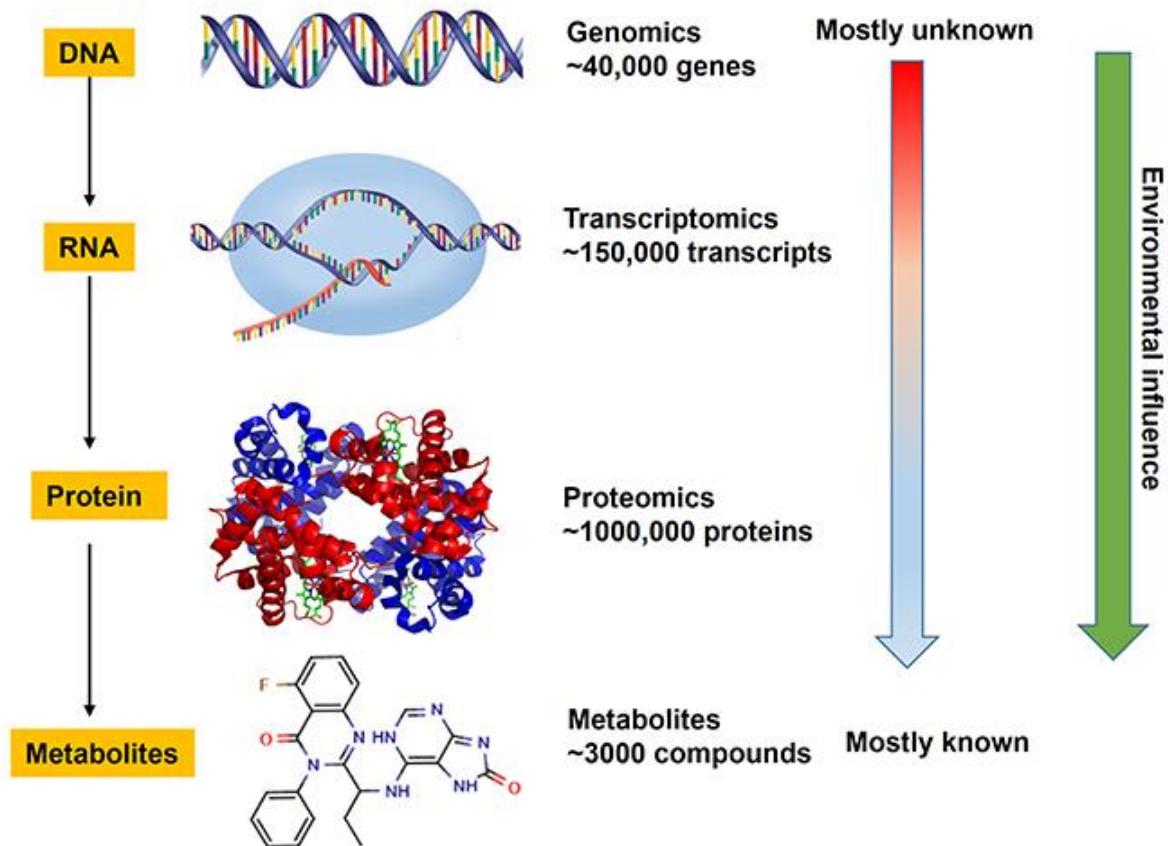 DNA
Genomics
~40,000 genes
Mostly unknown
RNA
Transcriptomics
~150,000 transcripts
Environmental influence
Protein
Proteomics
~1000,000 proteins
Metabolites
F
O
N
N
N
HN
N
N
NH
NH
O
Metabolites
~3000 compounds
Mostly known